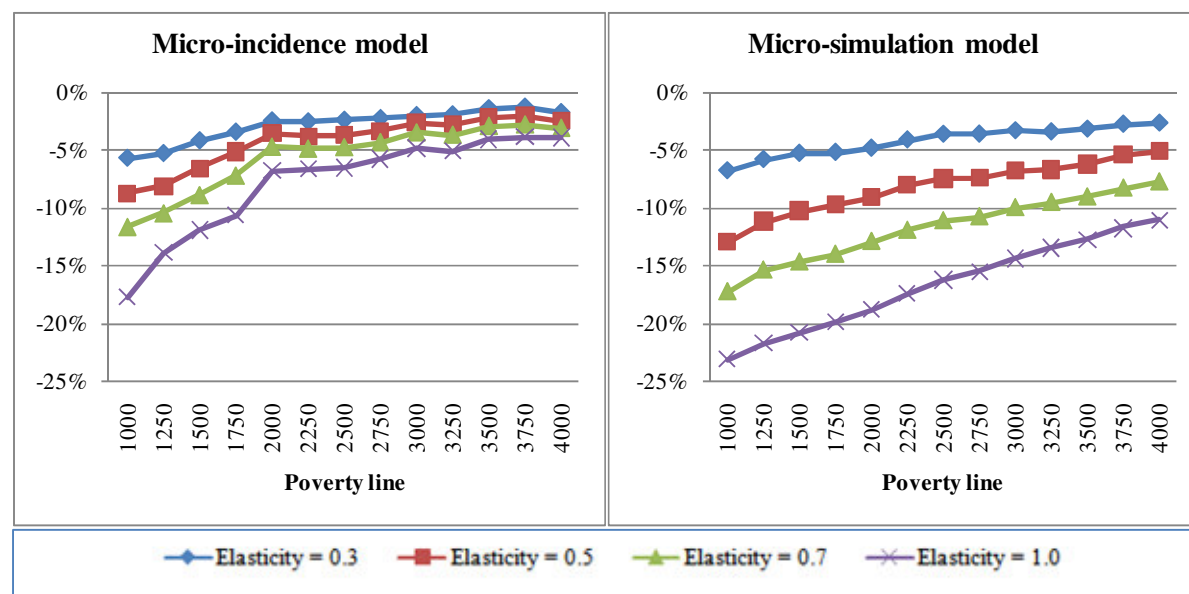 Micro-incidence model
0%
-5%
-10%
-15%
-20%
-25%
1000 1250 1500 1750 2000 2250 2500 2750 3000 3250 3500 3750 4000
Poverty line
Micro-simulation model
0%
-5%
-10%
-15%
-20%
-25%
1000 1250 1500 1750 2000 2250 2500 2750 3000 3250 3500 3750 4000
Poverty line
Elasticity = 0.3 Elasticity = 0.5 Elasticity = 0.7 Elasticity = 1.0